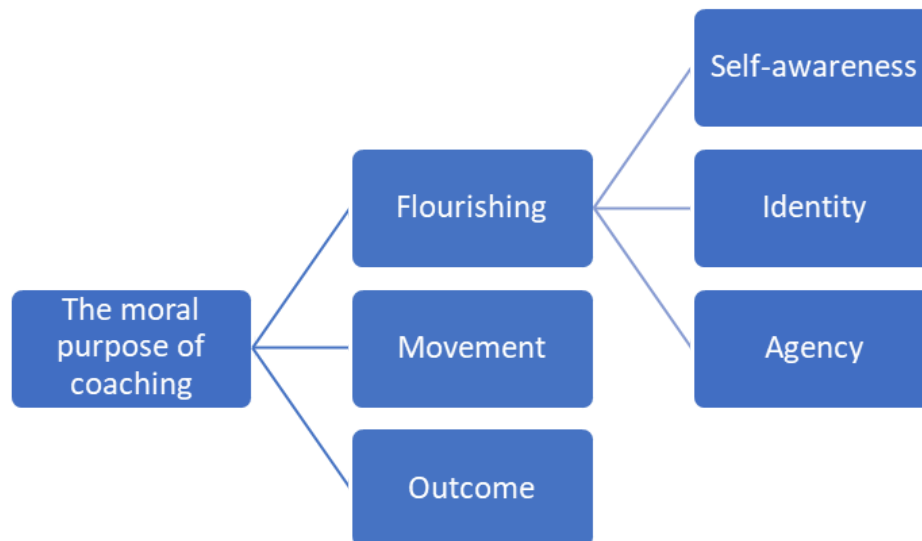 The moral
purpose of
coaching
Flourishing
Movement
Outcome
Self-awareness
Identity
Agency